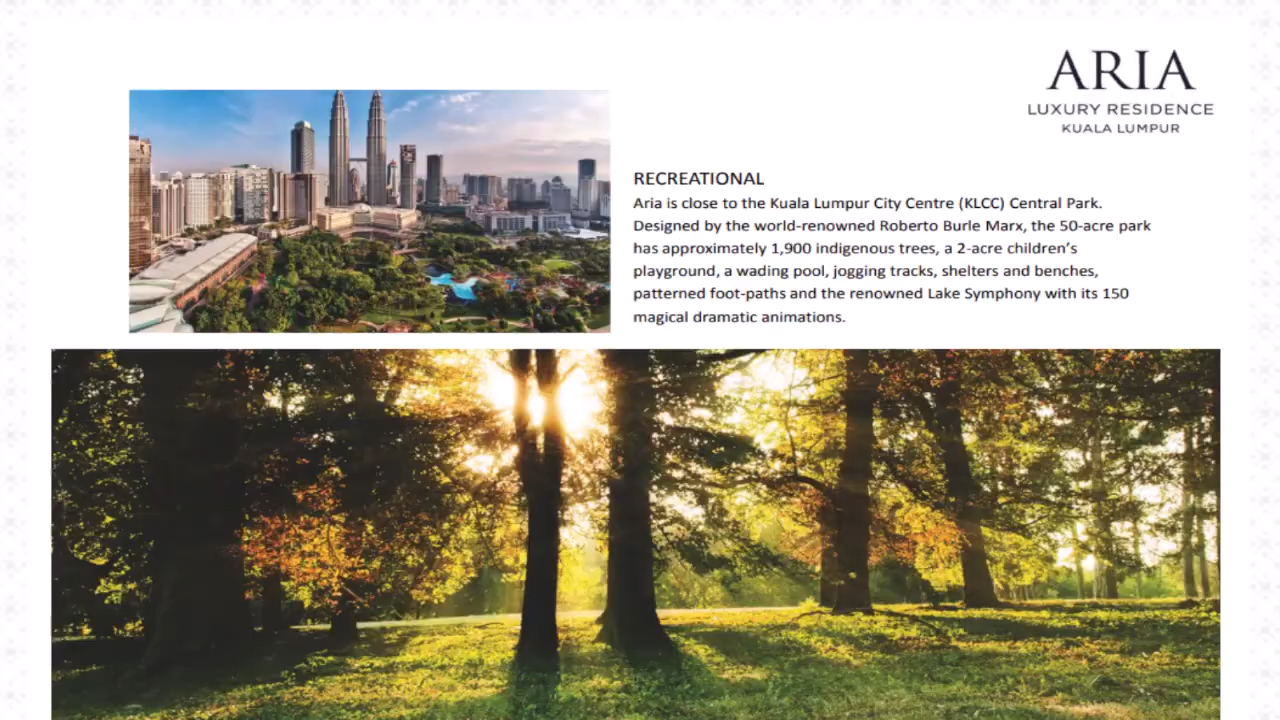 ARIA
LUXURY RESIDENCE
KUALA LUMPUR
RECREATIONAL
Aria is close to the Kuala Lumpur City Centre (KLCC) Central Park.
Designed by the world-renowned Roberto Burle Marx, the 50-acre park
has approximately 1,900 indigenous trees, a 2-acre children’s
playground, a wading pool, jogging tracks, shelters and benches,
patterned foot-paths and the renowned Lake Symphony with its 150
magical dramatic animations.